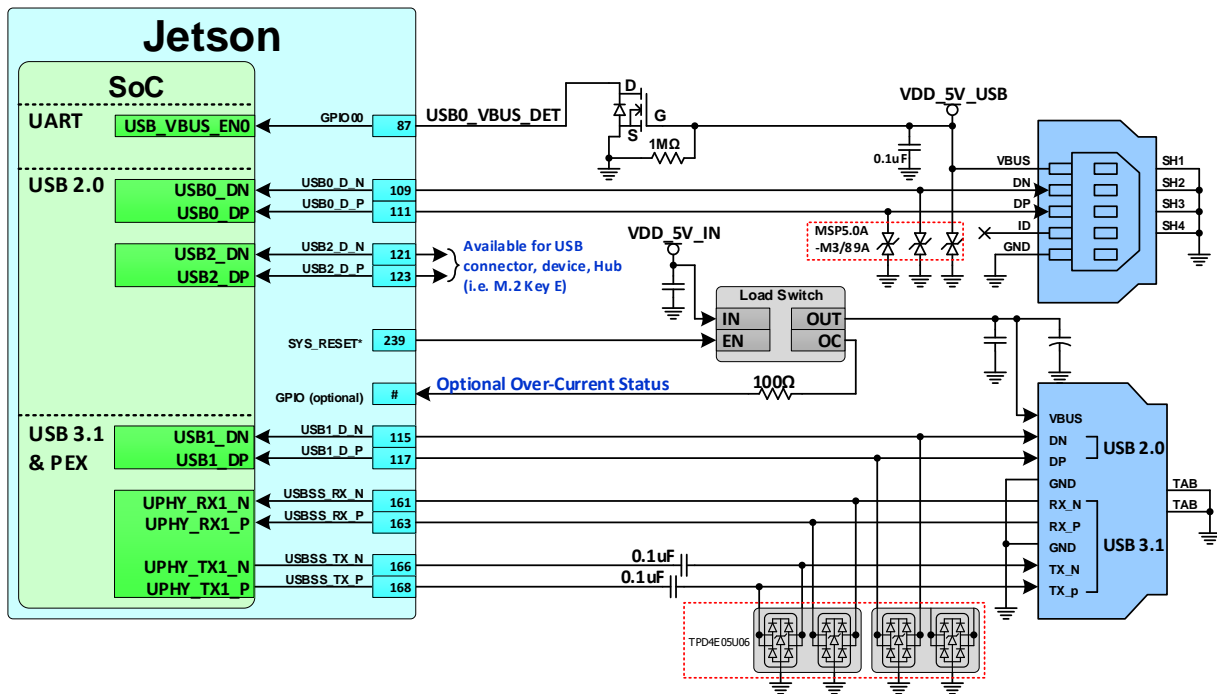 Jetson
SoC
UART
USB_VBUS_EN0
GPIO00
87
USB0_VBUS_DET
D
G
S
1MΩ
VDD_5V_USB
0.1uF
USB 2.0
USB0_DN
USB0_D_N
109
USB0_DP
USB0_D_P
111
USB2_DN
USB2_D_N
121
USB2_DP
USB2_D_P
123
Available for USB
connector, device, Hub
(i.e. M.2 Key E)
VDD_5V_IN
MSP5.0A
-M3/89A
VBUS
DN
DP
ID
GND
SH1
SH2
SH3
SH4
Load Switch
IN
OUT
EN
OC
SYS_RESET*
239
GPIO (optional)
#
Optional Over-Current Status
100Ω
USB 3.1
& PEX
USB1_DN
USB1_D_N
115
USB1_DP
USB1_D_P
117
UPHY_RX1_N
USBSS_RX_N
161
UPHY_RX1_P
USBSS_RX_P
163
UPHY_TX1_N
USBSS_TX_N
166
UPHY_TX1_P
USBSS_TX_P
168
0.1uF
0.1uF
VBUS
DN
DP
USB 2.0
GND
RX_N
RX_P
GND
TX_N
TX_p
USB 3.1
TAB
TAB
TPD4E05U06